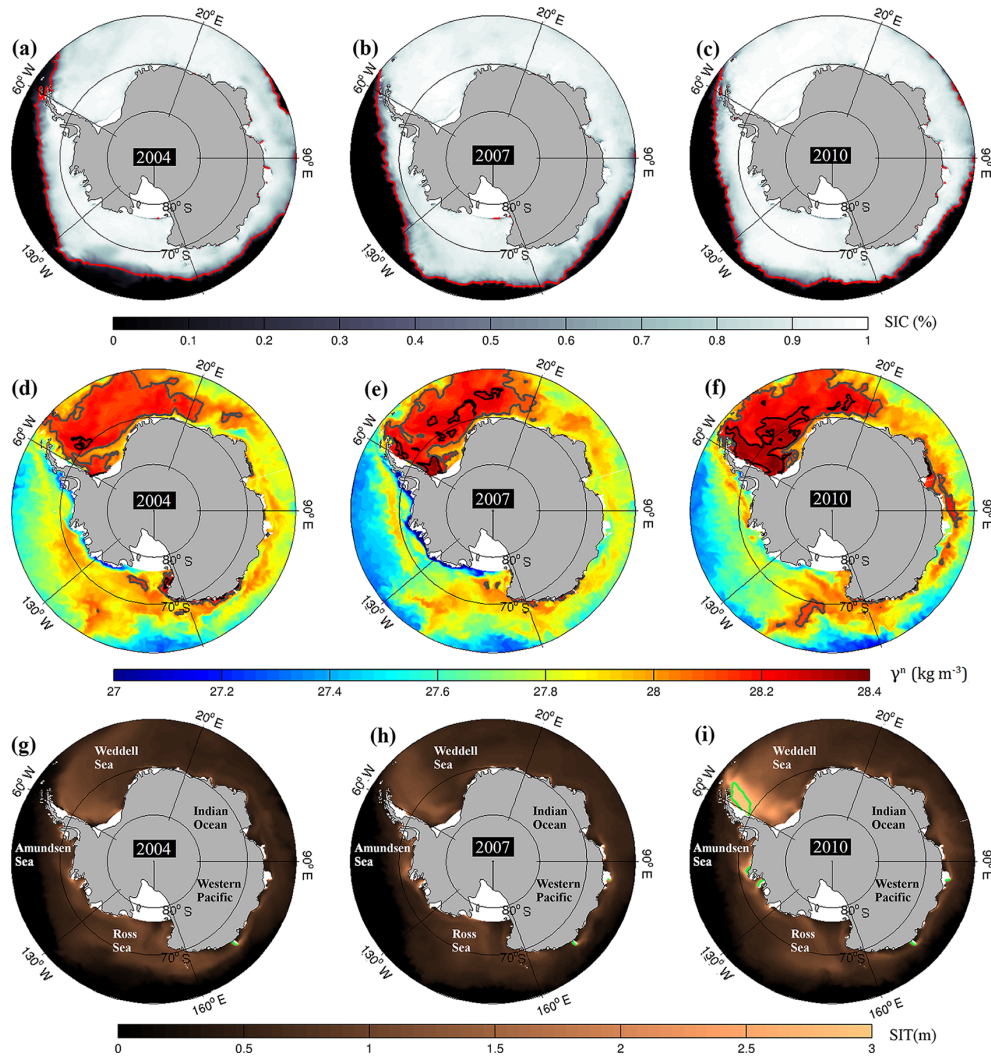 20° E
20° E
20° E
(a)
(b)
(c)
60° W
60° W
60° W
2004
2007
2010
90° E
90° E
90° E
80° S
80° S
80° S
130° W
70° S
130° W
70° S
130° W
70° S
SIC (%)
0 0.1 0.2 0.3 0.4 0.5 0.6 0.7 0.8 0.9 1
20° E
20° E
20° E
(d)
(e)
(f)
60° W
60° W
60° W
2004
2007
2010
90° E
90° E
90° E
80° S
80° S
80° S
130° W
70° S
130° W
70° S
130° W
70° S
γⁿ (kg m⁻³)
27 27.2 27.4 27.6 27.8 28 28.2 28.4
20° E
20° E
20° E
(g)
(h)
(i)
Weddell
Sea
Weddell
Sea
Weddell
Sea
60° W
60° W
60° W
Indian
Ocean
Indian
Ocean
Indian
Ocean
Amundsen
Sea
2004
Amundsen
Sea
2007
Amundsen
Sea
2010
90° E
90° E
90° E
Western
Pacific
Western
Pacific
Western
Pacific
80° S
80° S
80° S
Ross
Sea
Ross
Sea
Ross
Sea
130° W
70° S
130° W
70° S
130° W
70° S
160° E
160° E
160° E
SIT(m)
0 0.5 1 1.5 2 2.5 3